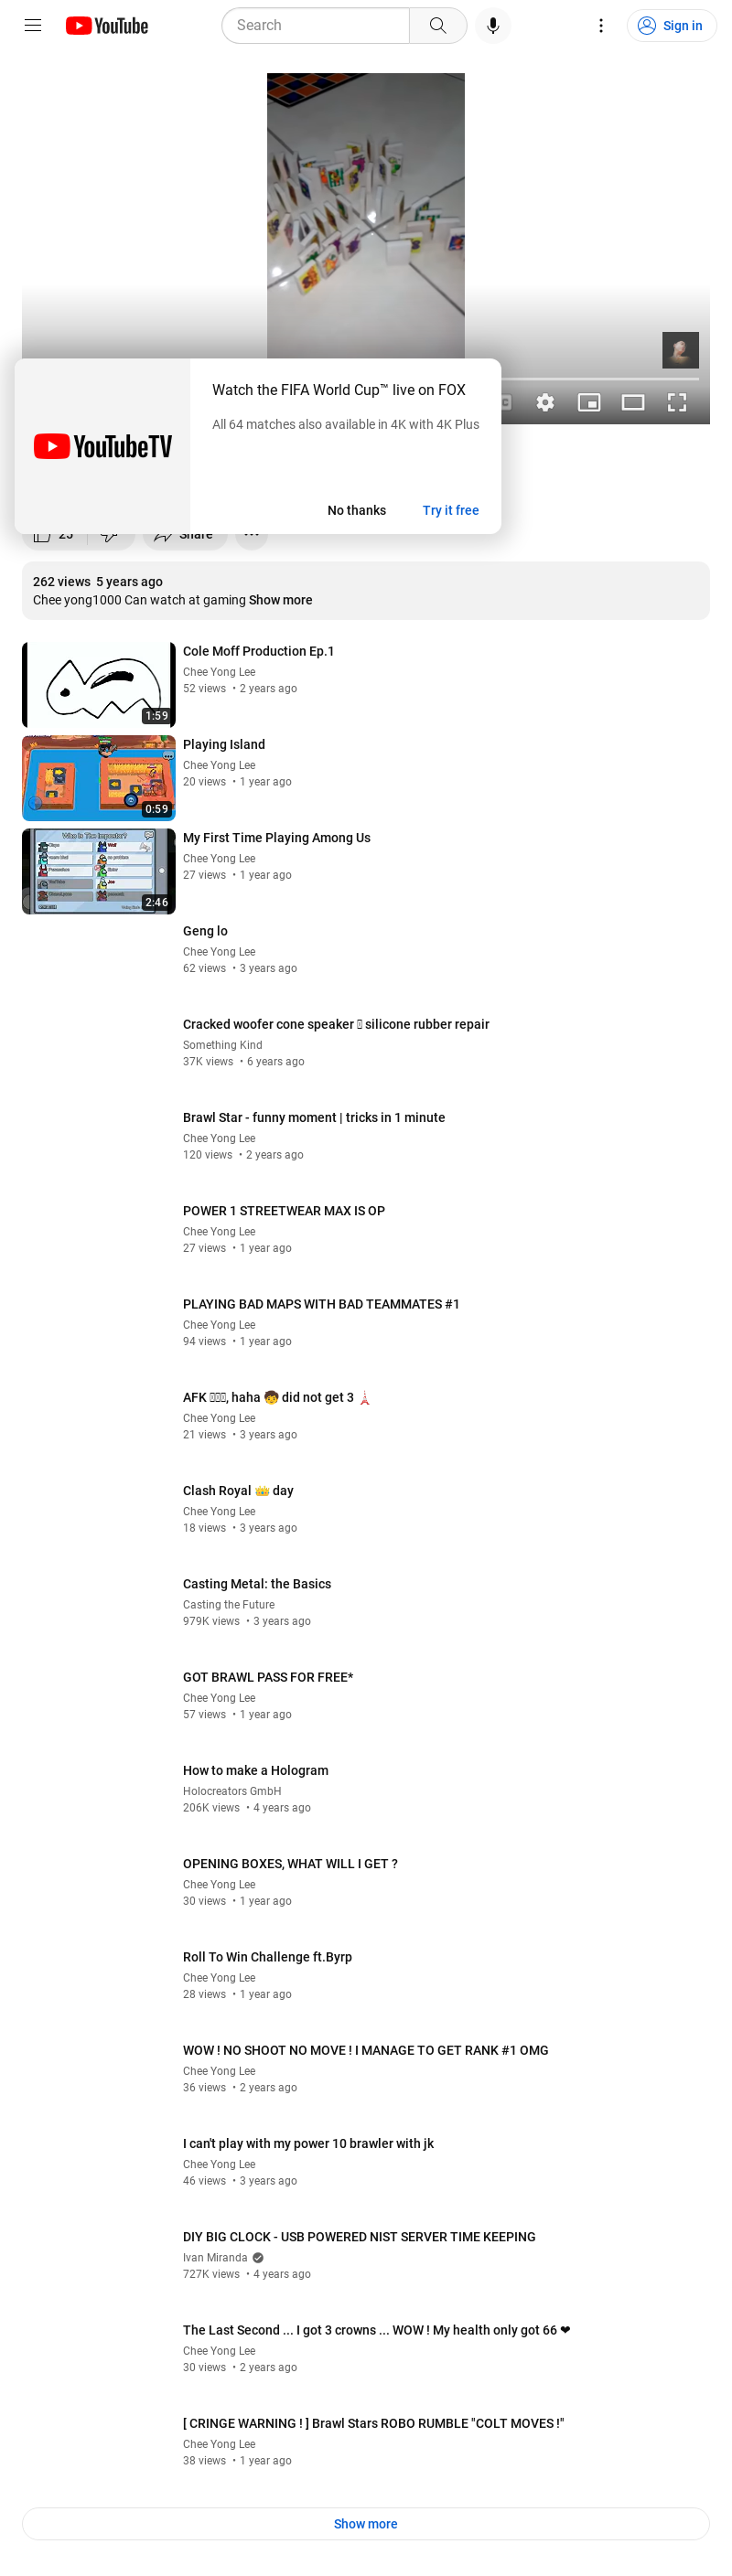 YouTube
Search
Sign in
YouTubeTV
Watch the FIFA World Cup™ live on FOX
All 64 matches also available in 4K with 4K Plus
No thanks
Try it free
25
Share
262 views 5 years ago
Chee yong1000 Can watch at gaming Show more
1:59
Cole Moff Production Ep.1
Chee Yong Lee
52 views • 2 years ago
0:59
Playing Island
Chee Yong Lee
20 views • 1 year ago
Who Is The Impostor?
2:46
My First Time Playing Among Us
Chee Yong Lee
27 views • 1 year ago
Geng lo
Chee Yong Lee
62 views • 3 years ago
Cracked woofer cone speaker silicone rubber repair
Something Kind
37K views • 6 years ago
Brawl Star - funny moment | tricks in 1 minute
Chee Yong Lee
120 views • 2 years ago
POWER 1 STREETWEAR MAX IS OP
Chee Yong Lee
27 views • 1 year ago
PLAYING BAD MAPS WITH BAD TEAMMATES #1
Chee Yong Lee
94 views • 1 year ago
AFK , haha 🧒 did not get 3 🗼
Chee Yong Lee
21 views • 3 years ago
Clash Royal 👑 day
Chee Yong Lee
18 views • 3 years ago
Casting Metal: the Basics
Casting the Future
979K views • 3 years ago
GOT BRAWL PASS FOR FREE*
Chee Yong Lee
57 views • 1 year ago
How to make a Hologram
Holocreators GmbH
206K views • 4 years ago
OPENING BOXES, WHAT WILL I GET ?
Chee Yong Lee
30 views • 1 year ago
Roll To Win Challenge ft.Byrp
Chee Yong Lee
28 views • 1 year ago
WOW ! NO SHOOT NO MOVE ! I MANAGE TO GET RANK #1 OMG
Chee Yong Lee
36 views • 2 years ago
I can't play with my power 10 brawler with jk
Chee Yong Lee
46 views • 3 years ago
DIY BIG CLOCK - USB POWERED NIST SERVER TIME KEEPING
Ivan Miranda
727K views • 4 years ago
The Last Second ... I got 3 crowns ... WOW ! My health only got 66 ❤
Chee Yong Lee
30 views • 2 years ago
[ CRINGE WARNING ! ] Brawl Stars ROBO RUMBLE "COLT MOVES !"
Chee Yong Lee
38 views • 1 year ago
Show more